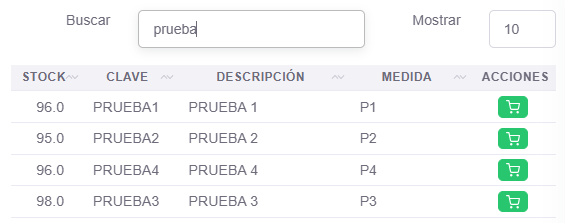 Buscar prueba Mostrar 10
STOCK CLAVE DESCRIPCIÓN MEDIDA ACCIONES
96.0 PRUEBA1 PRUEBA 1 P1
95.0 PRUEBA2 PRUEBA 2 P2
96.0 PRUEBA4 PRUEBA 4 P4
98.0 PRUEBA3 PRUEBA 3 P3